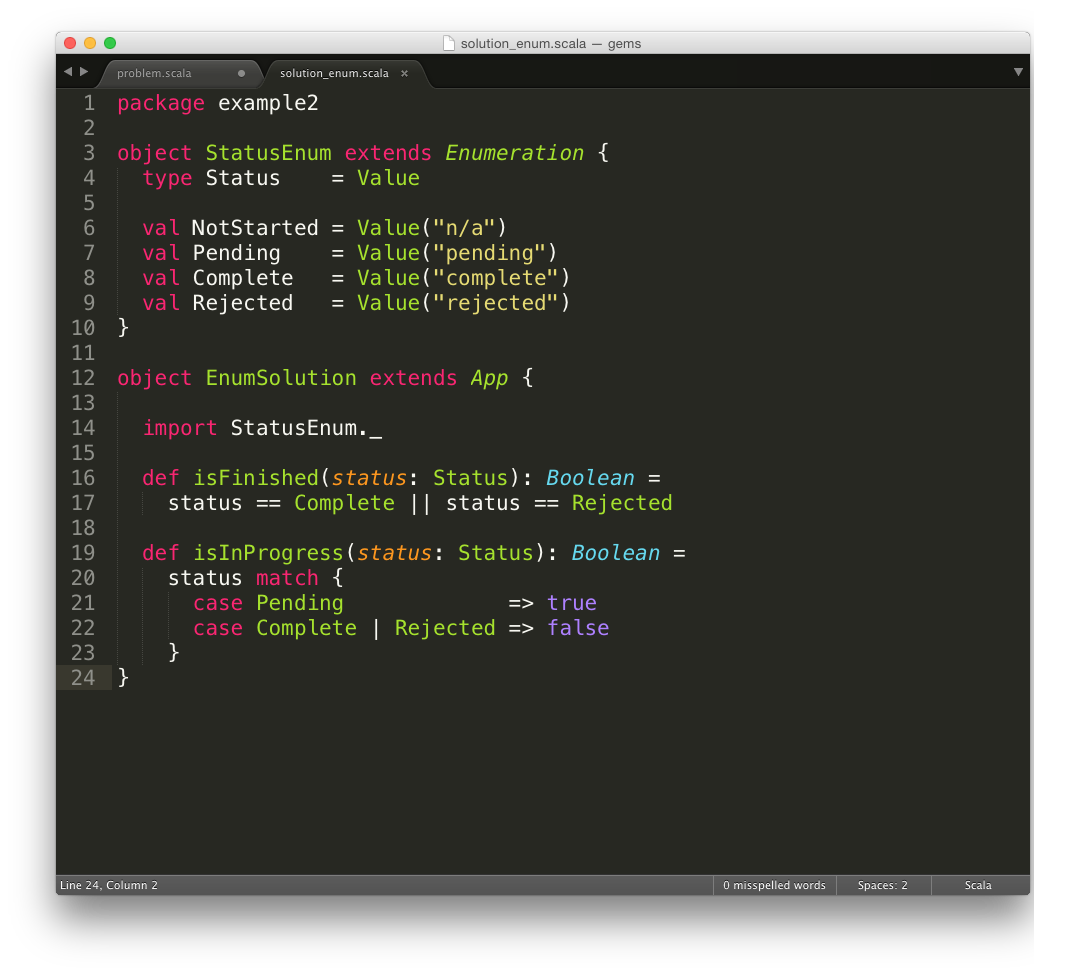 solution_enum.scala — gems
problem.scala
solution_enum.scala ×
1 package example2
2
3 object StatusEnum extends Enumeration {
4   type Status    = Value
5
6   val NotStarted = Value("n/a")
7   val Pending    = Value("pending")
8   val Complete   = Value("complete")
9   val Rejected   = Value("rejected")
10 }
11
12 object EnumSolution extends App {
13
14   import StatusEnum._
15
16   def isFinished(status: Status): Boolean =
17     status == Complete || status == Rejected
18
19   def isInProgress(status: Status): Boolean =
20     status match {
21       case Pending             => true
22       case Complete | Rejected => false
23     }
24 }
Line 24, Column 2
0 misspelled words
Spaces: 2
Scala